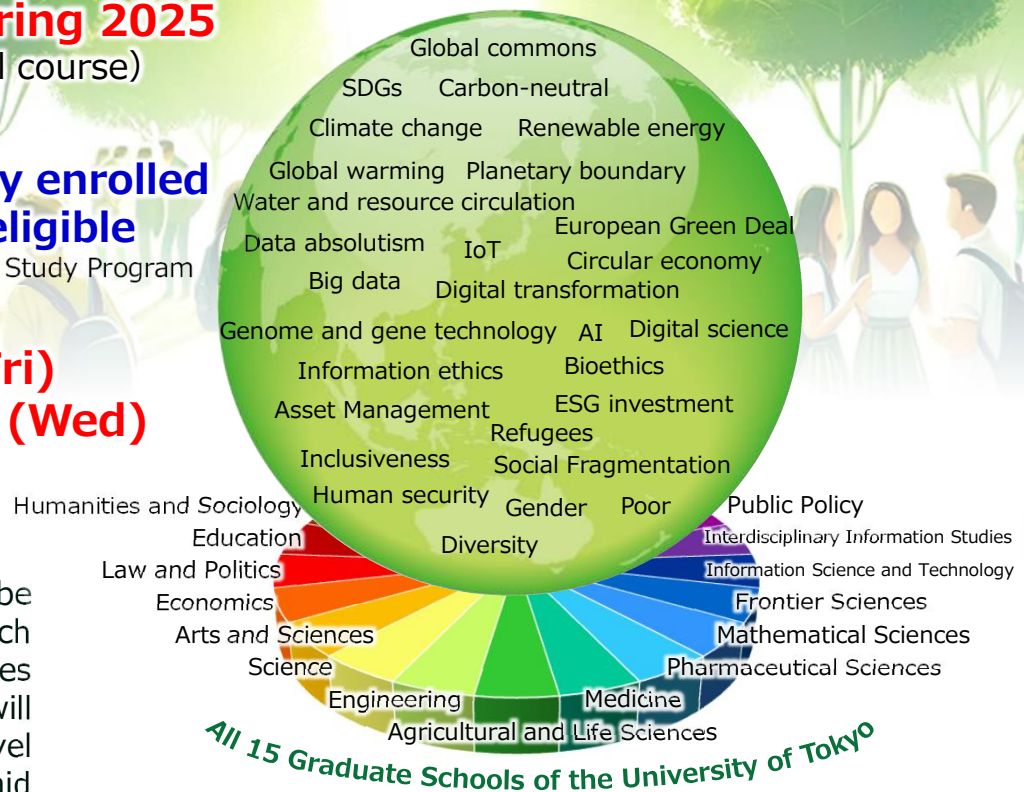 ring 2025
l course)
y enrolled
eligible
Study Program
ri)
(Wed)
be
ch
es
will
vel
aid
Global commons
SDGs Carbon-neutral
Climate change Renewable energy
Global warming Planetary boundary
Water and resource circulation
European Green Deal
Data absolutism IoT
Circular economy
Big data
Digital transformation
Genome and gene technology AI Digital science
Information ethics Bioethics
Asset Management ESG investment
Refugees
Inclusiveness Social Fragmentation
Human security Gender Poor
Diversity
Humanities and Sociology
Education
Law and Politics
Economics
Arts and Sciences
Science
Engineering
Agricultural and Life Sciences
Medicine
Pharmaceutical Sciences
Mathematical Sciences
Frontier Sciences
Information Science and Technology
Interdisciplinary Information Studies
Public Policy
All 15 Graduate Schools of the University of Tokyo